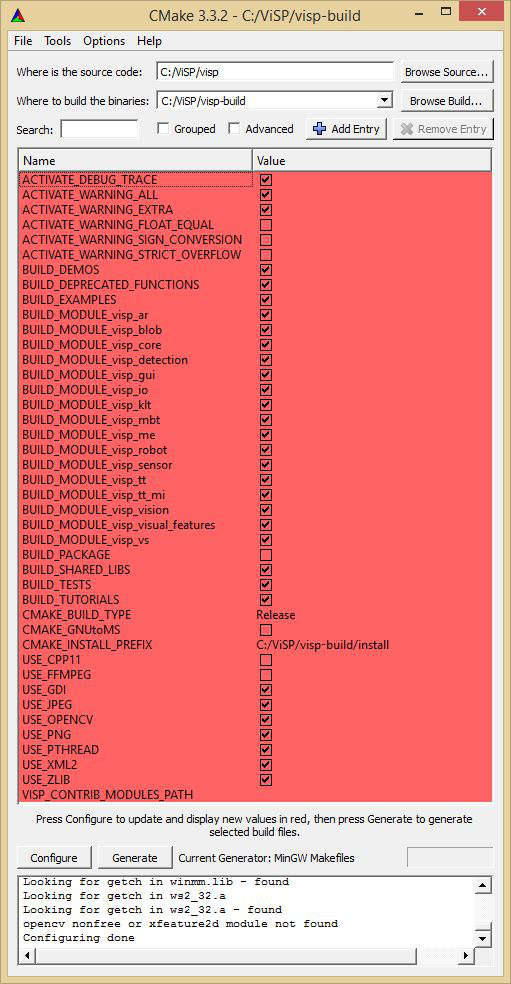 CMake 3.3.2 - C:/ViSP/visp-build
File Tools Options Help
Where is the source code: C:/ViSP/visp Browse Source...
Where to build the binaries: C:/ViSP/visp-build Browse Build...
Search: Grouped Advanced Add Entry Remove Entry
Name Value
ACTIVATE_DEBUG_TRACE
ACTIVATE_WARNING_ALL
ACTIVATE_WARNING_EXTRA
ACTIVATE_WARNING_FLOAT_EQUAL
ACTIVATE_WARNING_SIGN_CONVERSION
ACTIVATE_WARNING_STRICT_OVERFLOW
BUILD_DEMOS
BUILD_DEPRECATED_FUNCTIONS
BUILD_EXAMPLES
BUILD_MODULE_visp_ar
BUILD_MODULE_visp_blob
BUILD_MODULE_visp_core
BUILD_MODULE_visp_detection
BUILD_MODULE_visp_gui
BUILD_MODULE_visp_io
BUILD_MODULE_visp_klt
BUILD_MODULE_visp_mbt
BUILD_MODULE_visp_me
BUILD_MODULE_visp_robot
BUILD_MODULE_visp_sensor
BUILD_MODULE_visp_tt
BUILD_MODULE_visp_tt_mi
BUILD_MODULE_visp_vision
BUILD_MODULE_visp_visual_features
BUILD_MODULE_visp_vs
BUILD_PACKAGE
BUILD_SHARED_LIBS
BUILD_TESTS
BUILD_TUTORIALS
CMAKE_BUILD_TYPE Release
CMAKE_GNUtoMS
CMAKE_INSTALL_PREFIX C:/ViSP/visp-build/install
USE_CPP11
USE_FFMPEG
USE_GDI
USE_JPEG
USE_OPENCV
USE_PNG
USE_PTHREAD
USE_XML2
USE_ZLIB
VISP_CONTRIB_MODULES_PATH
Press Configure to update and display new values in red, then press Generate to generate
selected build files.
Configure Generate Current Generator: MinGW Makefiles
Looking for getch in winmm.lib - found
Looking for getch in ws2_32.a
Looking for getch in ws2_32.a - found
opencv nonfree or xfeature2d module not found
Configuring done